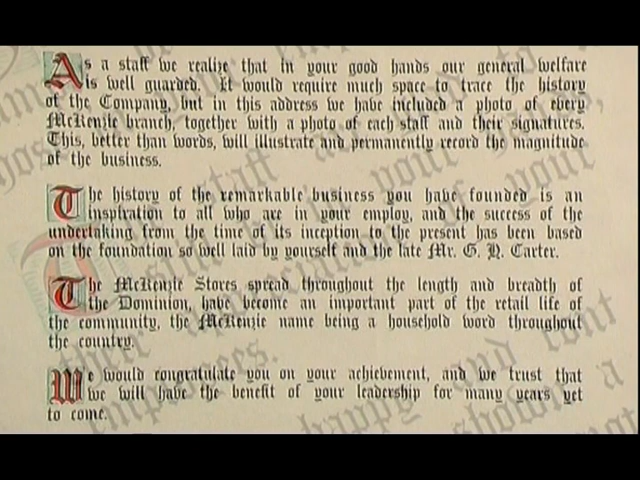 As a staff we realize that in your good hands our general welfare
is well guarded. It would require much space to trace the history
of the Company, but in this address we have included a photo of every
McKenzie branch, together with a photo of each staff and their signatures.
This, better than words, will illustrate and permanently record the magnitude
of the business.
The history of the remarkable business you have founded is an
inspiration to all who are in your employ, and the success of the
undertaking from the time of its inception to the present has been based
on the foundation so well laid by yourself and the late Mr. G. H. Carter.
The McKenzie Stores spread throughout the length and breadth of
the Dominion, have become an important part of the retail life of
the community, the McKenzie name being a household word throughout
the country.
We would congratulate you on your achievement, and we trust that
we will have the benefit of your leadership for many years yet
to come.